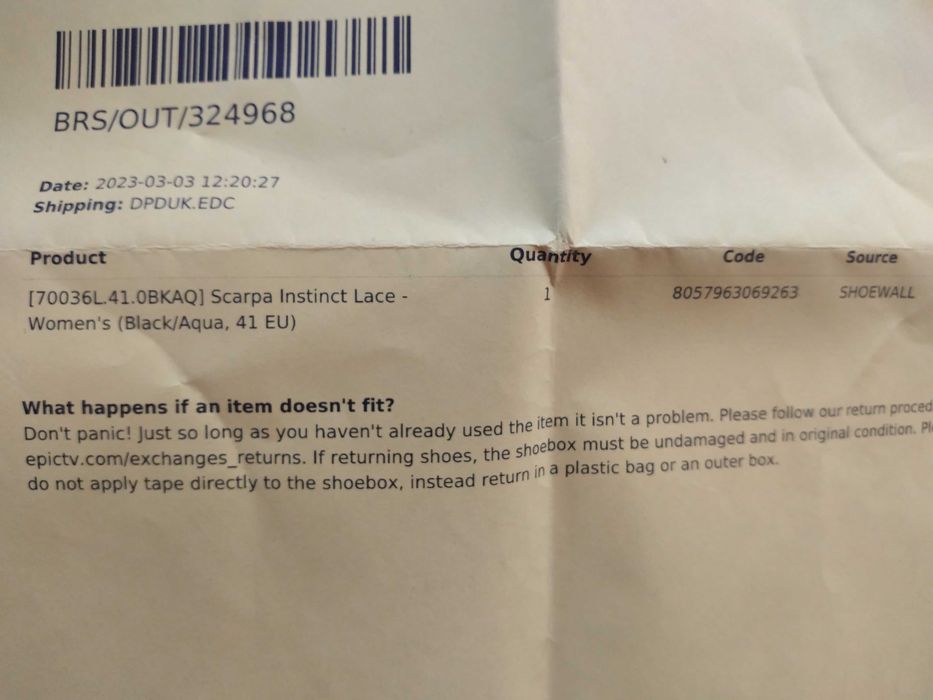 BRS/OUT/324968
Date: 2023-03-03 12:20:27
Shipping: DPDUK.EDC
Product Quantity Code Source
[70036L.41.0BKAQ] Scarpa Instinct Lace - 1 8057963069263 SHOEWALL
Women's (Black/Aqua, 41 EU)
What happens if an item doesn't fit?
Don't panic! Just so long as you haven't already used the item it isn't a problem. Please follow our return proced
epictv.com/exchanges_returns. If returning shoes, the shoebox must be undamaged and in original condition. Pl
do not apply tape directly to the shoebox, instead return in a plastic bag or an outer box.